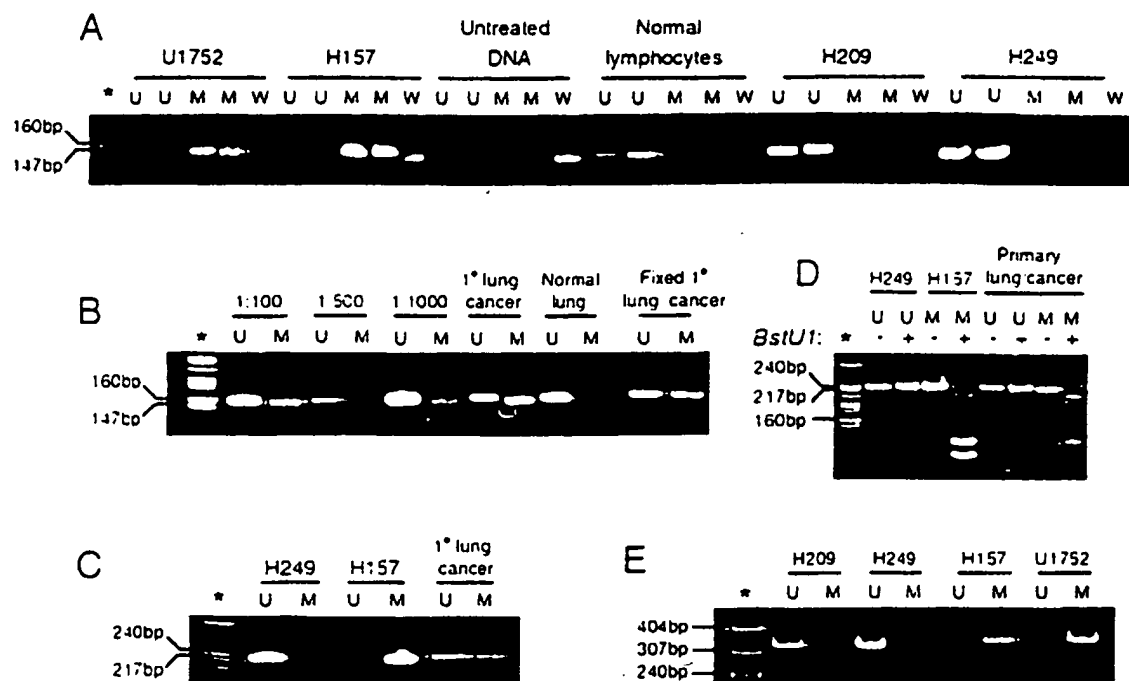 A
Untreated DNA
Normal lymphocytes
U1752 H157 H209 H249
* U U M M W U U M M W U U W U U M M W U U M M W U U M M W
160bp
147bp
B
1:100 1 500 1 1000 1° lung cancer Normal lung Fixed 1° lung cancer
* U M U M U M U M U M U M
160bp
147bp
D
H249 H157 Primary lung cancer
U U M M U U M M
BstU1: * - + - + - + - +
240bp
217bp
160bp
C
H249 H157 1° lung cancer
* U M U M U M
240bp
217bp
E
H209 H249 H157 U1752
* U M U M U M U M
404bp
307bp
240bp